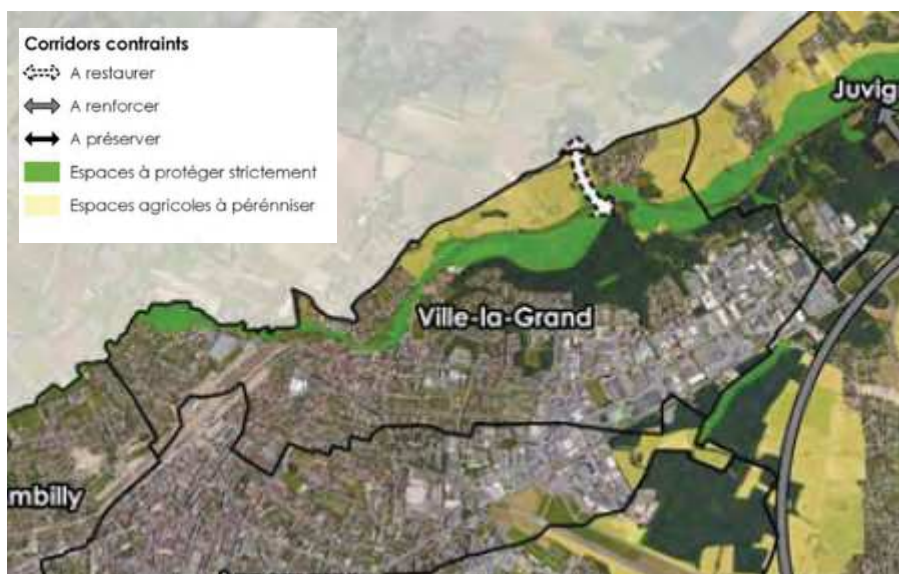 Corridors contraints
A restaurer
A renforcer
A préserver
Espaces à protéger strictement
Espaces agricoles à pérénniser
Juvig
Ville-la-Grand
mbilly